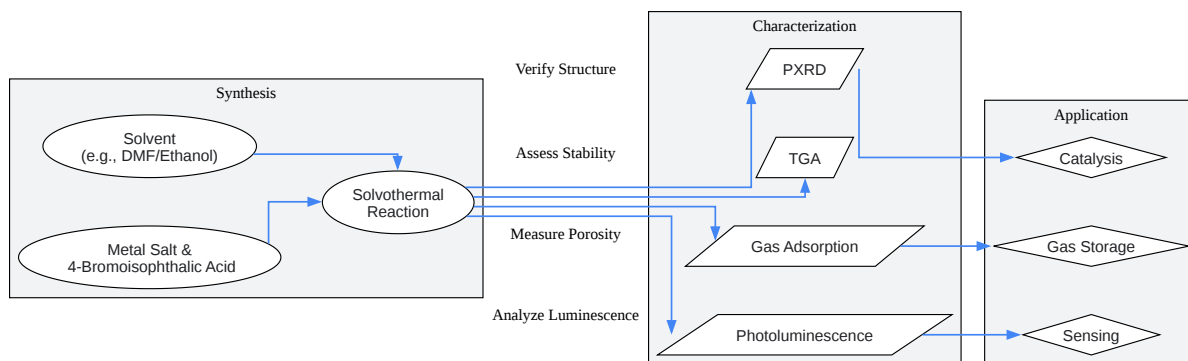 Synthesis
Solvent
(e.g., DMF/Ethanol)
Metal Salt &
4-Bromoisophthalic Acid
Solvothermal
Reaction
Verify Structure
Assess Stability
Measure Porosity
Analyze Luminescence
Characterization
PXRD
TGA
Gas Adsorption
Photoluminescence
Application
Catalysis
Gas Storage
Sensing